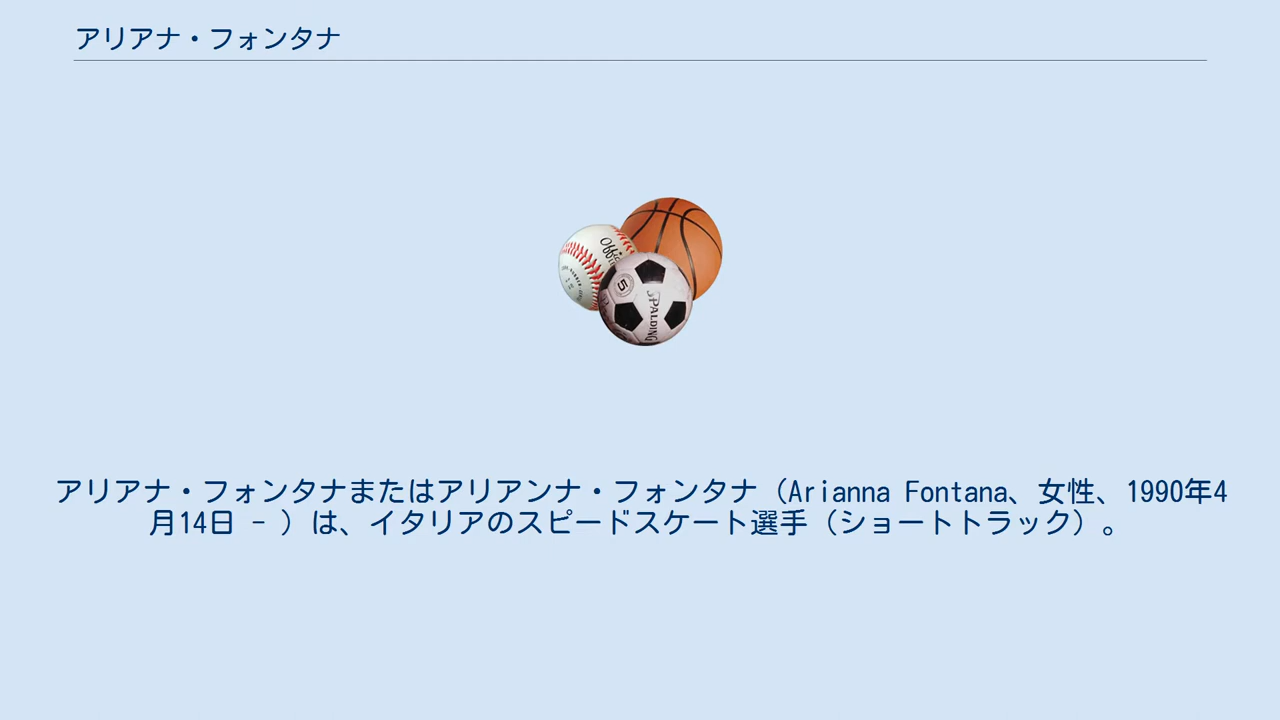 アリアナ・フォンタナ
5
SPALDING
アリアナ・フォンタナまたはアリアンナ・フォンタナ（Arianna Fontana、女性、1990年4
月14日 - ）は、イタリアのスピードスケート選手（ショートトラック）。